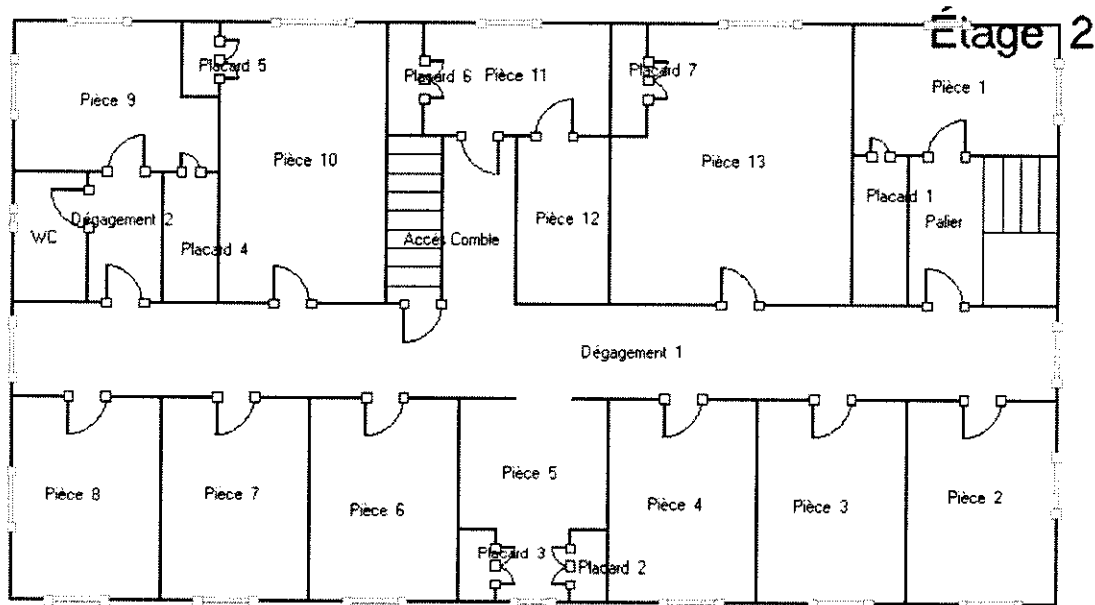 Étage 2
Placard 5
Placard 6
Pièce 11
Placard 7
Pièce 1
Pièce 9
Pièce 10
Pièce 13
Placard 1
WC
Dégagement 2
Placard 4
Accès Comble
Pièce 12
Palier
Dégagement 1
Pièce 8
Pièce 7
Pièce 6
Pièce 5
Pièce 4
Pièce 3
Pièce 2
Placard 3
Placard 2